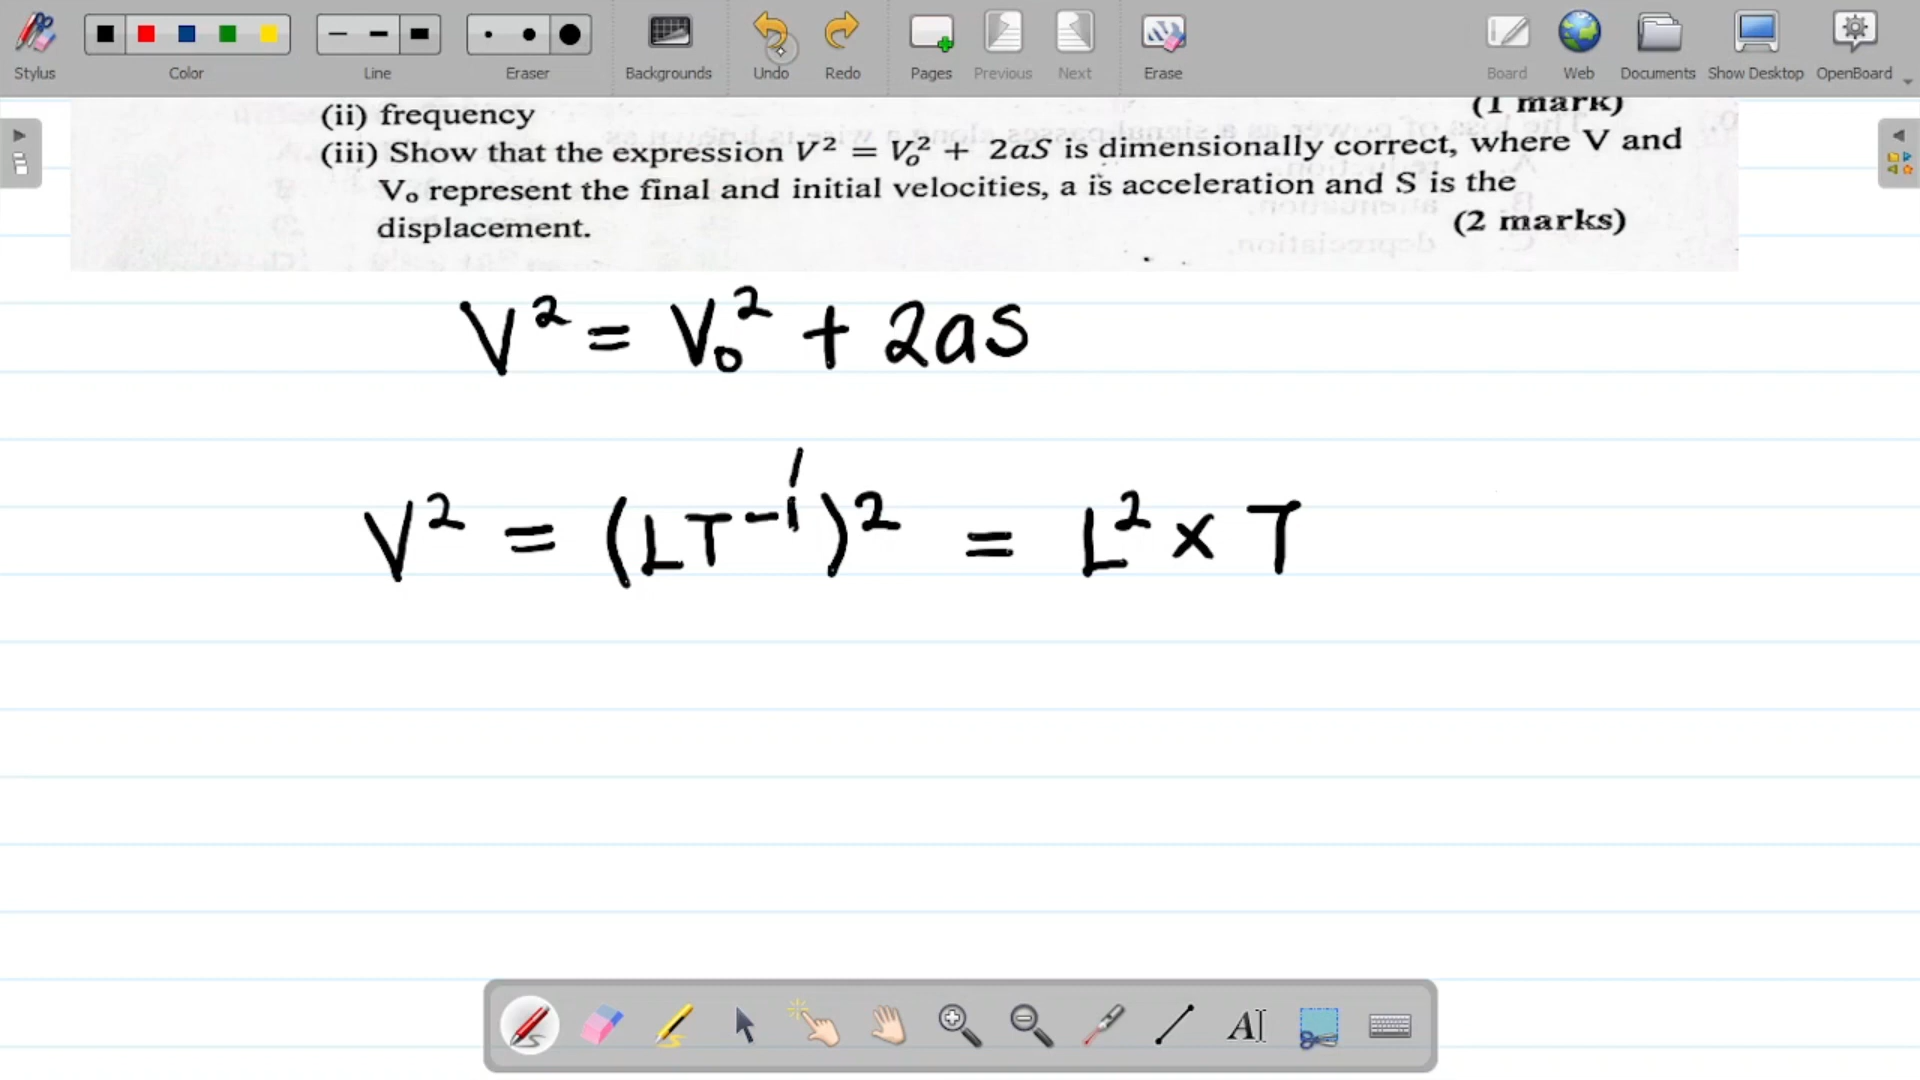 Stylus Color Line Eraser Backgrounds Undo Redo Pages Previous Next Erase Board Web Documents Show Desktop OpenBoard
(ii) frequency (1 mark)
(iii) Show that the expression V² = Vₒ² + 2aS is dimensionally correct, where V and
Vₒ represent the final and initial velocities, a is acceleration and S is the
displacement. (2 marks)
V² = V₀² + 2aS
V² = (LT⁻¹)² = L² × T